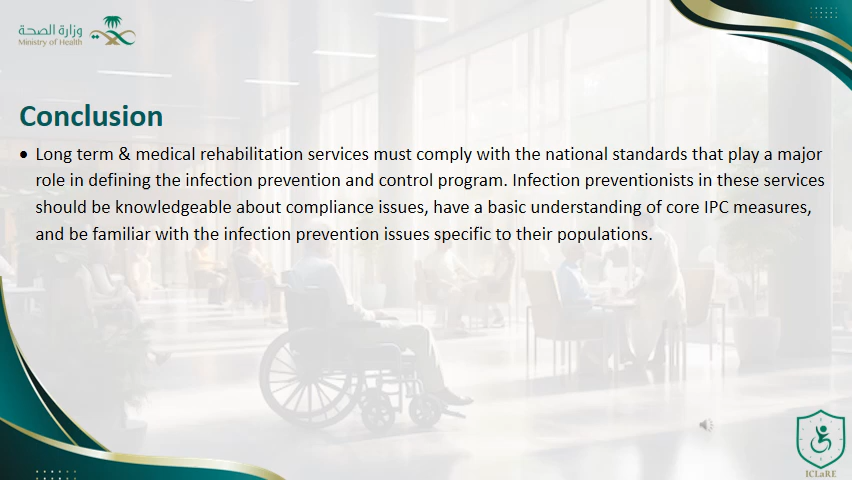 وزارة الصحة
Ministry of Health
Conclusion
• Long term & medical rehabilitation services must comply with the national standards that play a major
role in defining the infection prevention and control program. Infection preventionists in these services
should be knowledgeable about compliance issues, have a basic understanding of core IPC measures,
and be familiar with the infection prevention issues specific to their populations.
ICLaRE